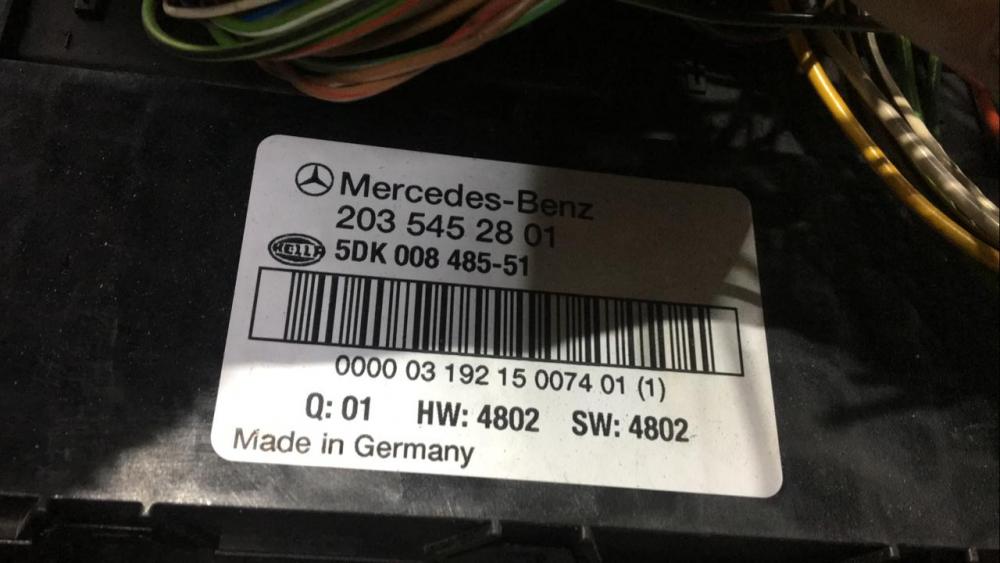 Mercedes-Benz
203 545 28 01
HELLA 5DK 008 485-51
0000 03 192 15 0074 01 (1)
Q: 01 HW: 4802 SW: 4802
Made in Germany